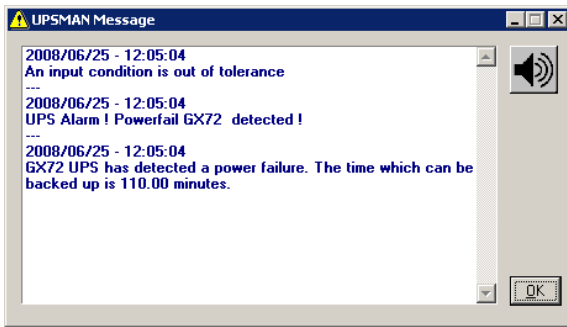 UPSMAN Message
2008/06/25 - 12:05:04
An input condition is out of tolerance
---
2008/06/25 - 12:05:04
UPS Alarm ! Powerfail GX72  detected !
---
2008/06/25 - 12:05:04
GX72 UPS has detected a power failure. The time which can be
backed up is 110.00 minutes.
OK